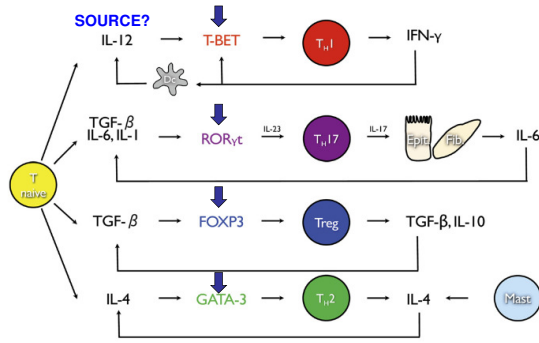 SOURCE?
IL-12 T-BET TH1 IFN-γ
DC
TGF-β
IL-6, IL-1 RORγt IL-23 TH17 IL-17 Epit. Fib. IL-6
T
naive
TGF-β FOXP3 Treg TGF-β, IL-10
IL-4 GATA-3 TH2 IL-4 Mast